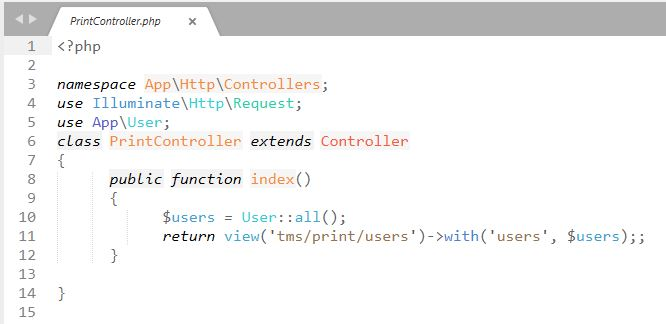 PrintController.php ×
1 <?php
2
3 namespace App\Http\Controllers;
4 use Illuminate\Http\Request;
5 use App\User;
6 class PrintController extends Controller
7 {
8 public function index()
9 {
10 $users = User::all();
11 return view('tms/print/users')->with('users', $users);;
12 }
13
14 }
15